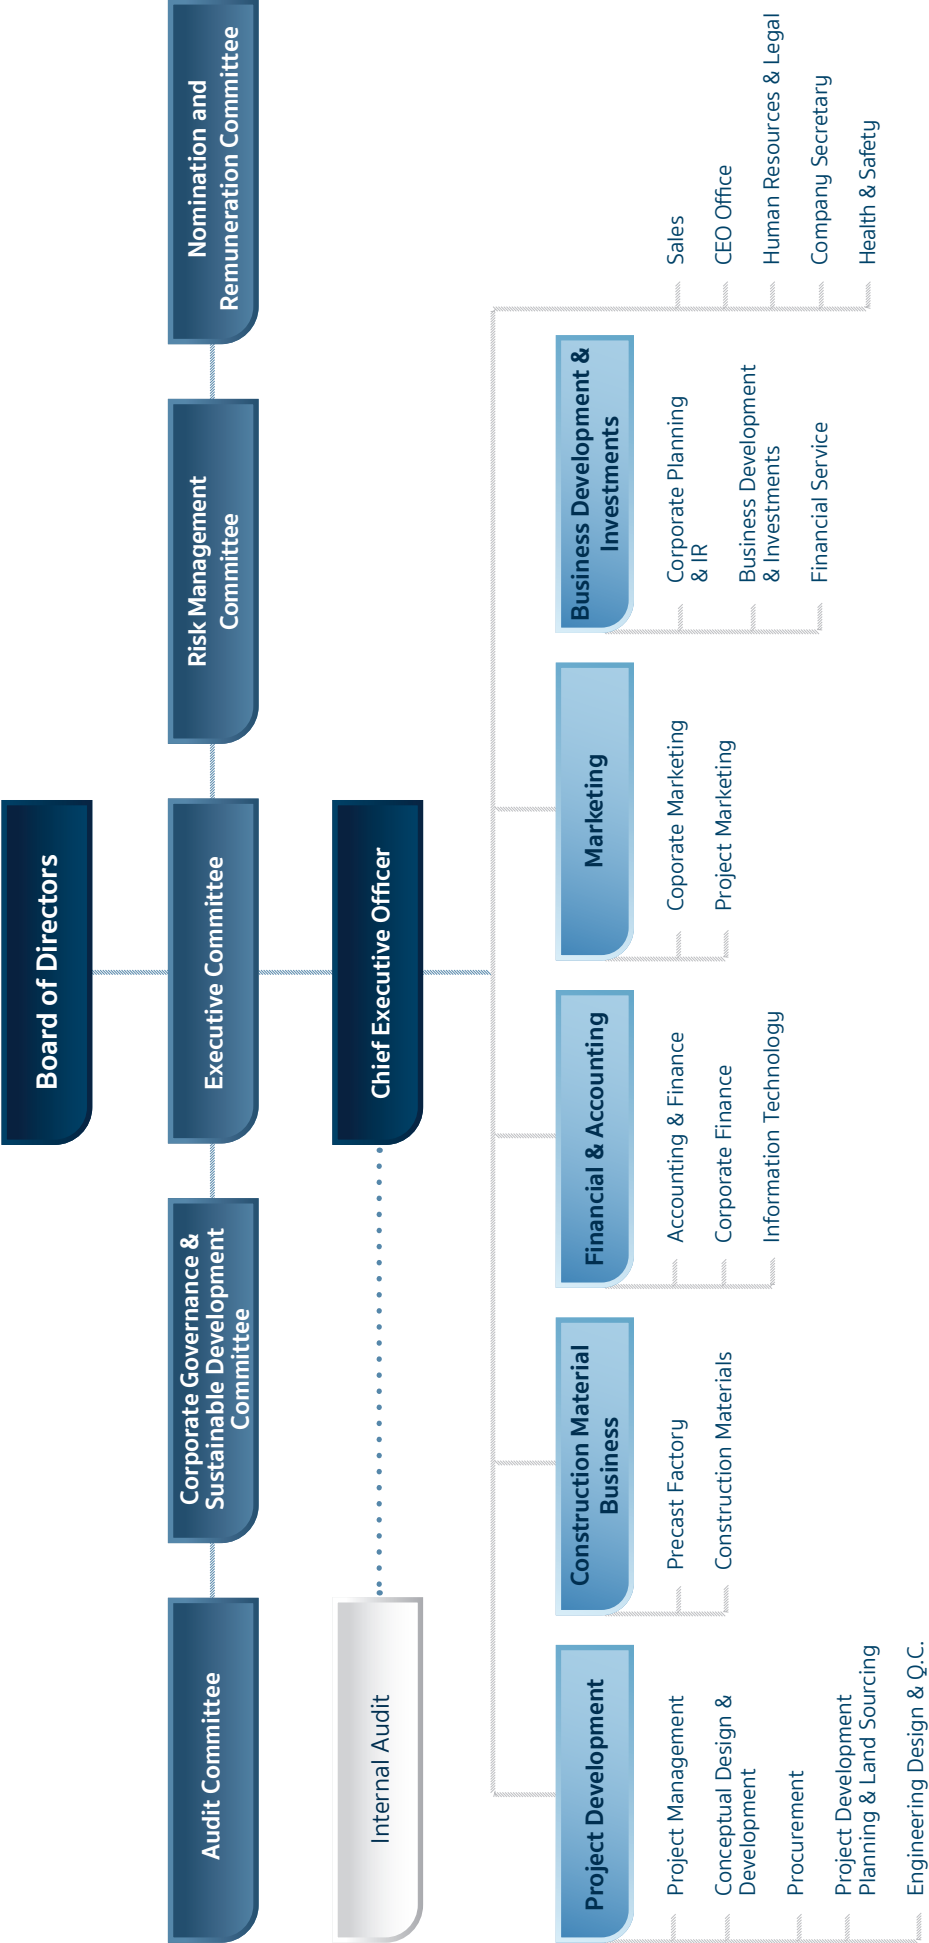 Board of Directors
Audit Committee
Corporate Governance &
Sustainable Development
Committee
Executive Committee
Risk Management
Committee
Nomination and
Remuneration Committee
Internal Audit
Chief Executive Officer
Project Development
Project Management
Conceptual Design &
Development
Procurement
Project Development
Planning & Land Sourcing
Engineering Design & Q.C.
Construction Material
Business
Precast Factory
Construction Materials
Financial & Accounting
Accounting & Finance
Corporate Finance
Information Technology
Marketing
Coporate Marketing
Project Marketing
Business Development &
Investments
Corporate Planning
& IR
Business Development
& Investments
Financial Service
Sales
CEO Office
Human Resources & Legal
Company Secretary
Health & Safety